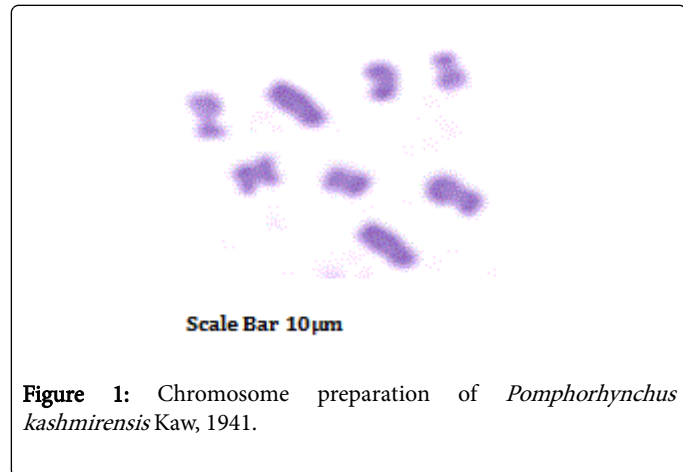 Scale Bar 10μm
Figure 1: Chromosome preparation of Pomphorhynchus
kashmirensis Kaw, 1941.